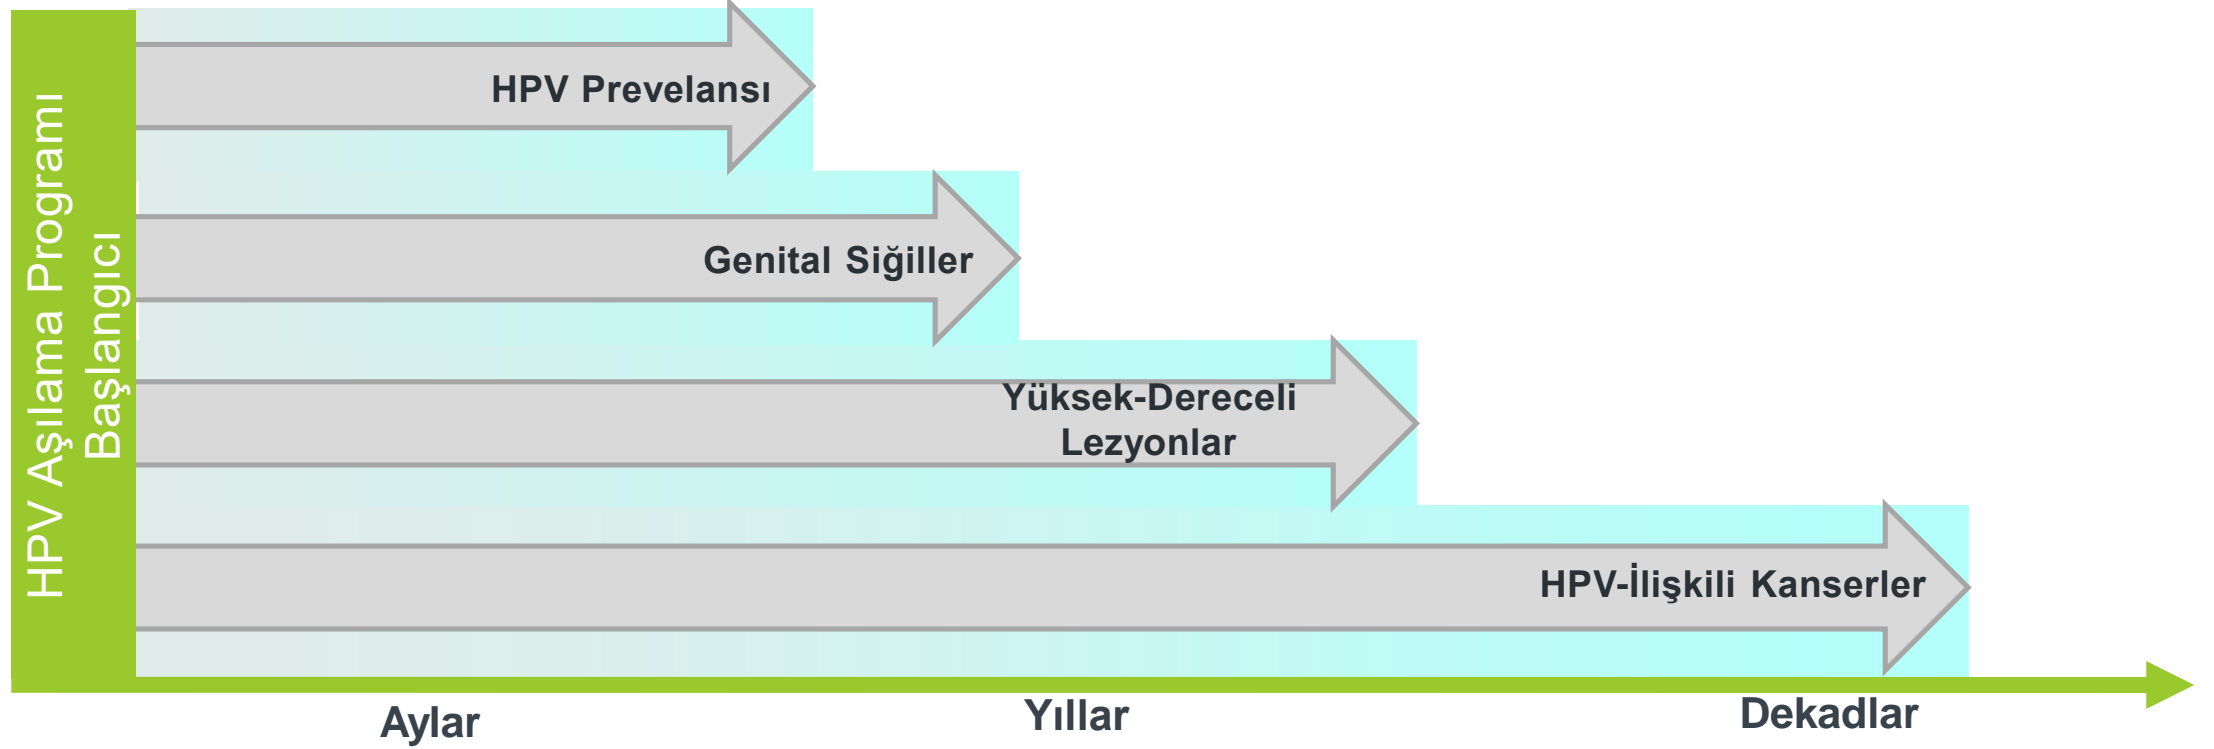 HPV Aşılama Programı
Başlangıcı
HPV Prevelansı
Genital Siğiller
Yüksek-Dereceli
Lezyonlar
HPV-İlişkili Kanserler
Aylar
Yıllar
Dekadlar